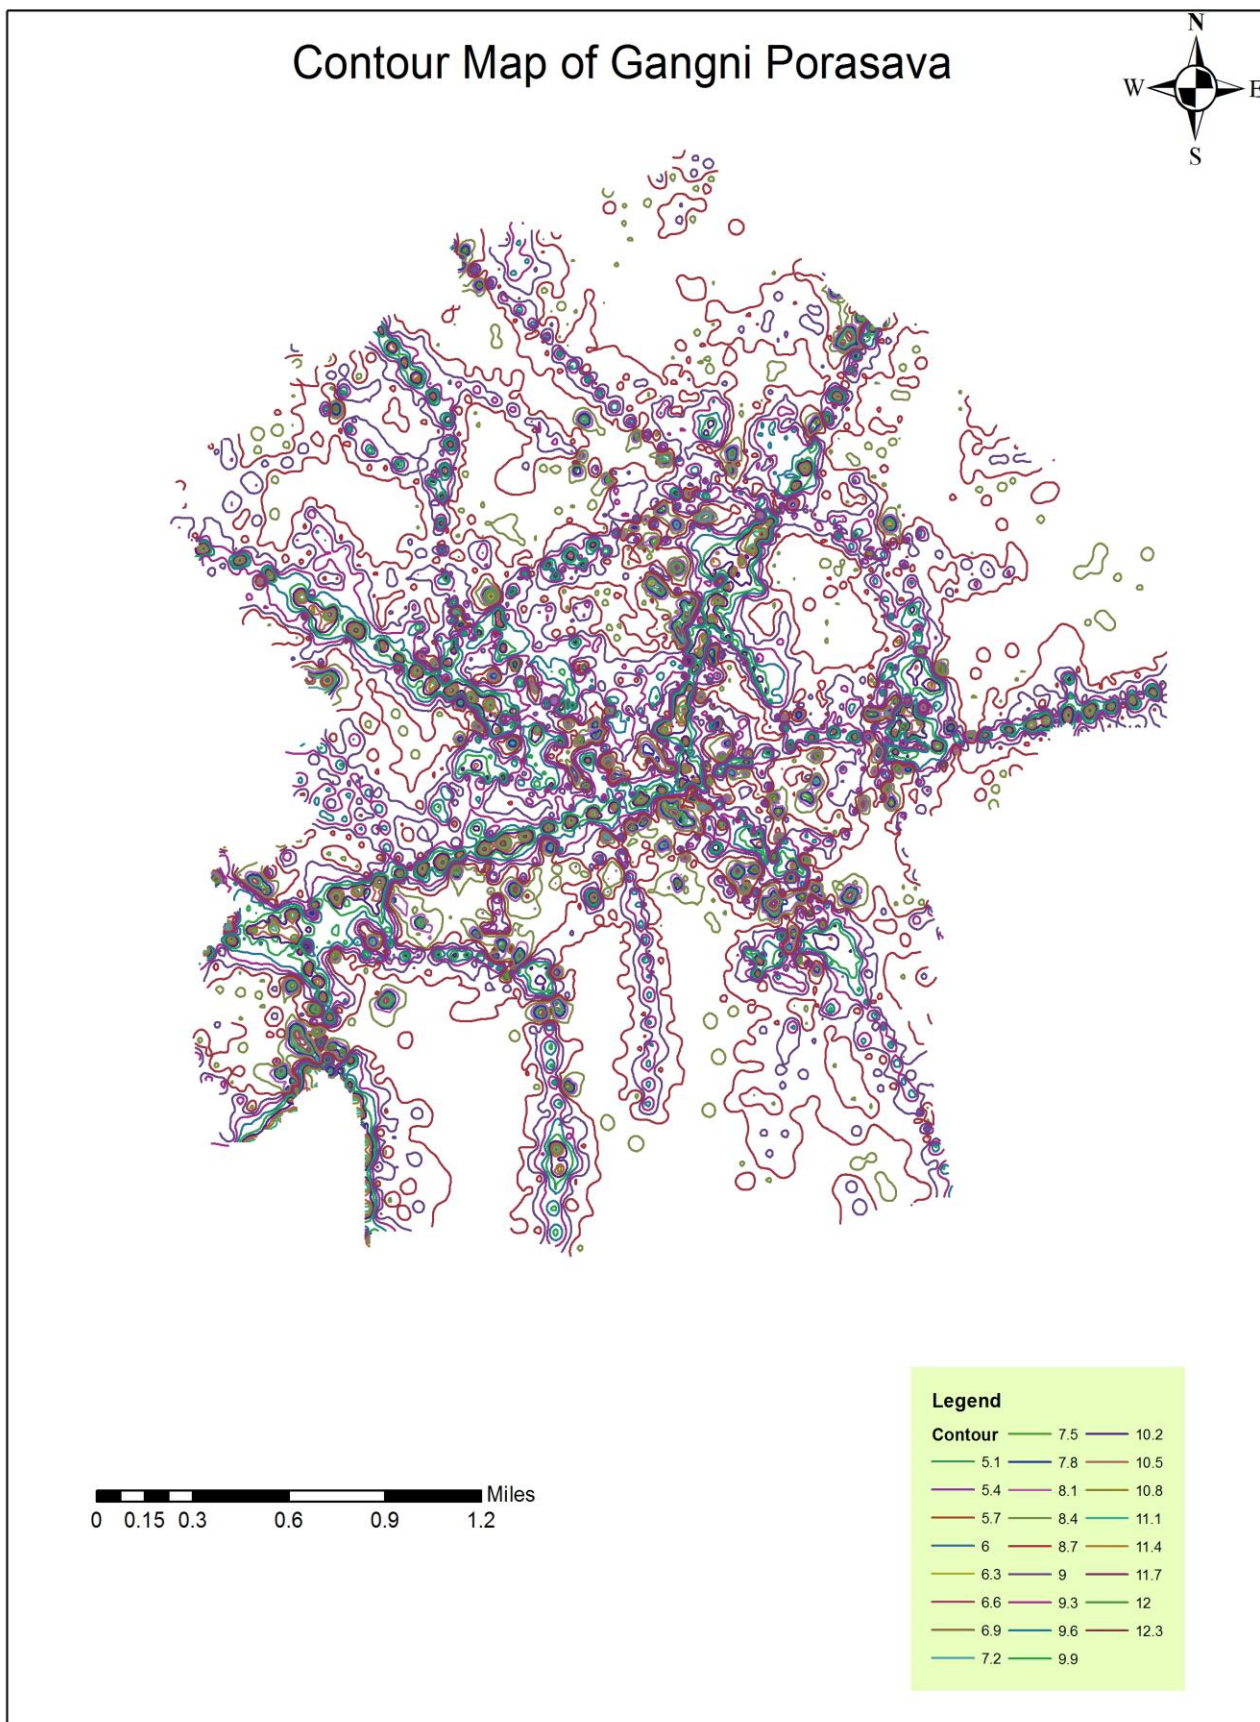 Contour Map of Gangni Porasava
N
W
E
S
Legend
Contour 7.5 10.2
5.1 7.8 10.5
5.4 8.1 10.8
5.7 8.4 11.1
6 8.7 11.4
6.3 9 11.7
6.6 9.3 12
6.9 9.6 12.3
7.2 9.9
Miles
0 0.15 0.3 0.6 0.9 1.2